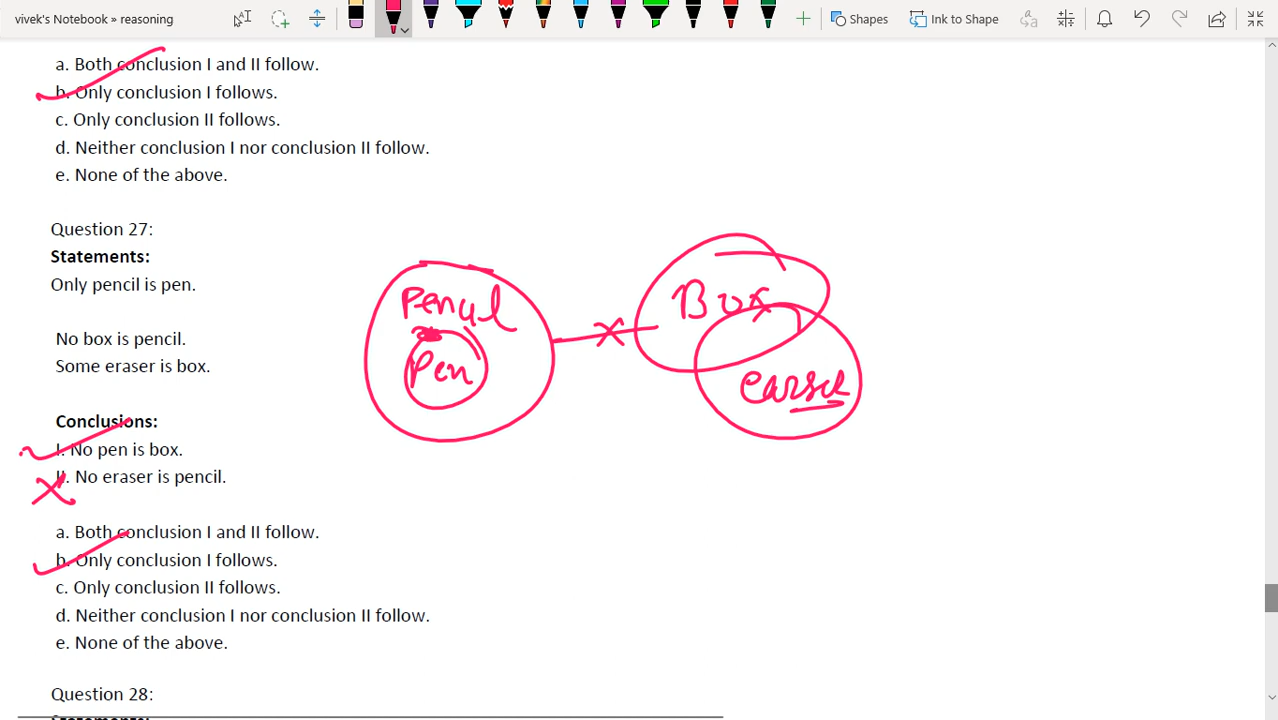 vivek's Notebook » reasoning
Shapes
Ink to Shape
a. Both conclusion I and II follow.
b. Only conclusion I follows.
c. Only conclusion II follows.
d. Neither conclusion I nor conclusion II follow.
e. None of the above.
Question 27:
Statements:
Only pencil is pen.
No box is pencil.
Some eraser is box.
Pencil
Pen
Box
earser
Conclusions:
I. No pen is box.
II. No eraser is pencil.
a. Both conclusion I and II follow.
b. Only conclusion I follows.
c. Only conclusion II follows.
d. Neither conclusion I nor conclusion II follow.
e. None of the above.
Question 28: